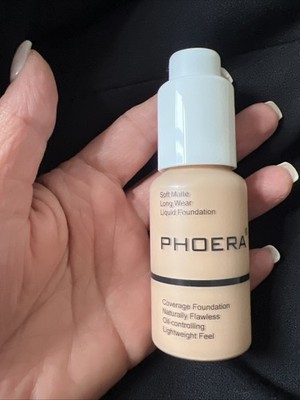 Soft Matte
Long Wear
Liquid Foundation
PHOERA®
Coverage Foundation
Naturally Flawless
Oil-controlling
Lightweight Feel